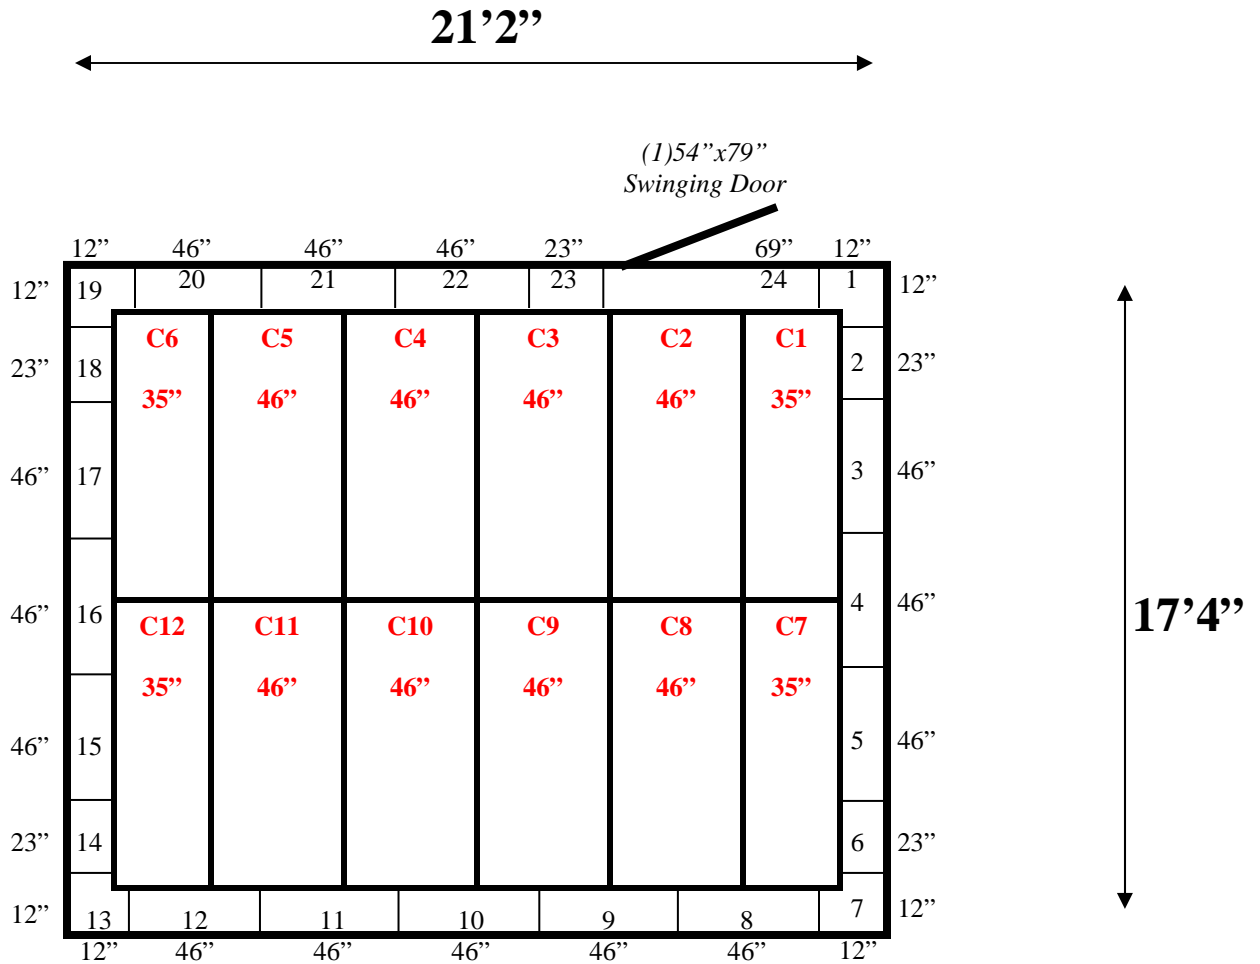 21’2”
(1)54”x79”
Swinging Door
12” 46” 46” 46” 23” 69” 12”
12” 19 20 21 22 23 24 1 12”
C6 C5 C4 C3 C2 C1
23” 18 2 23”
35” 46” 46” 46” 46” 35”
46” 17 3 46”
46” 16 4 46”
17’4”
C12 C11 C10 C9 C8 C7
35” 46” 46” 46” 46” 35”
46” 15 5 46”
23” 14 6 23”
12” 13 12 11 10 9 8 7 12”
12” 46” 46” 46” 46” 46” 12”